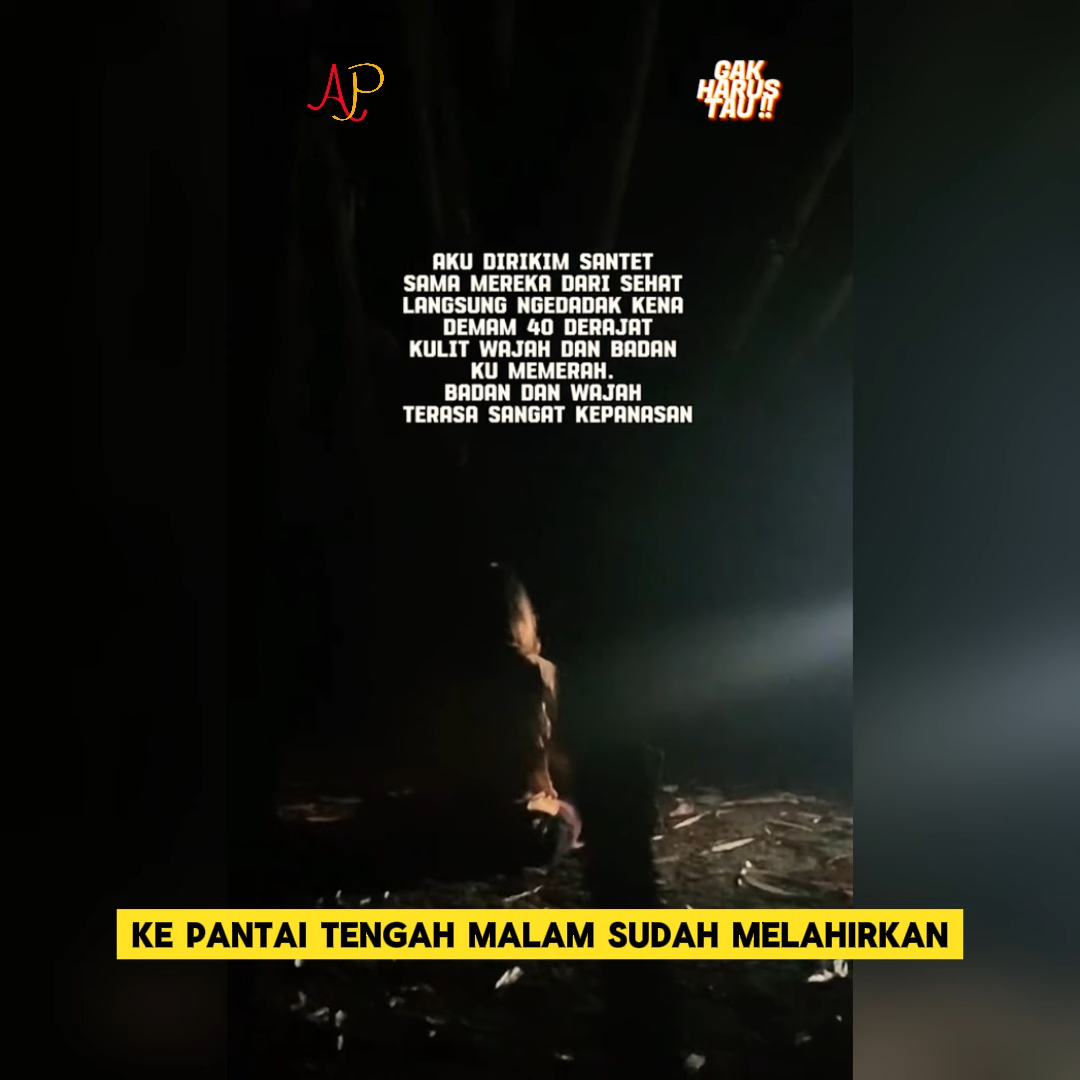 AP
GAK
HARUS
TAU !!
AKU DIRIKIM SANTET
SAMA MEREKA DARI SEHAT
LANGSUNG NGEDADAK KENA
DEMAM 40 DERAJAT
KULIT WAJAH DAN BADAN
KU MEMERAH.
BADAN DAN WAJAH
TERASA SANGAT KEPANASAN
KE PANTAI TENGAH MALAM SUDAH MELAHIRKAN